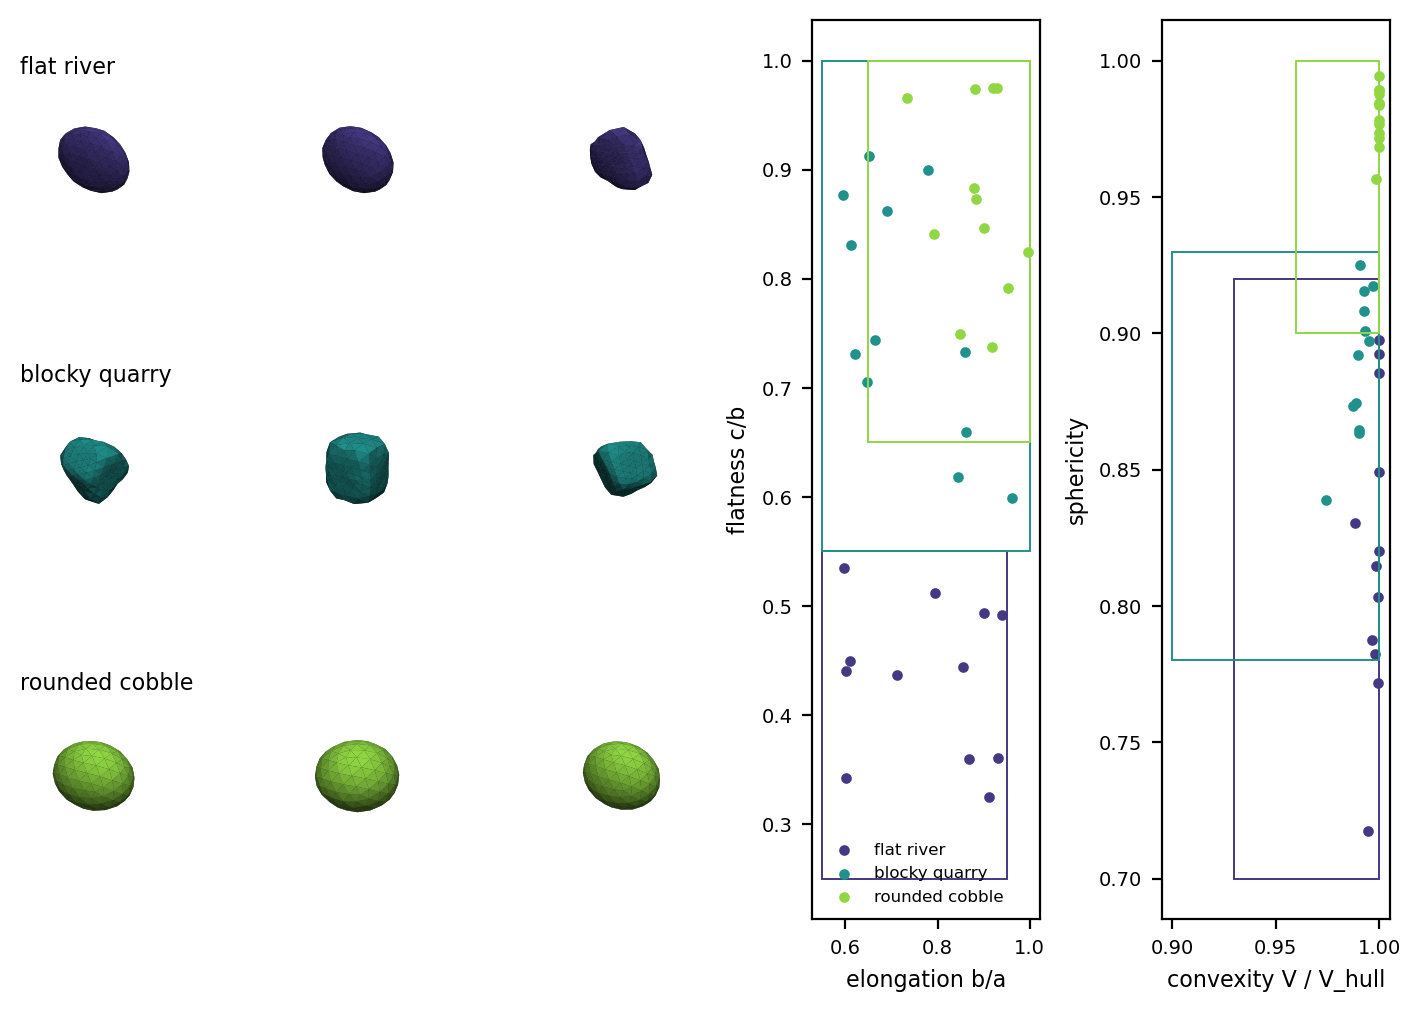 flat river
blocky quarry
rounded cobble
flatness c/b
1.0
0.9
0.8
0.7
0.6
0.5
0.4
0.3
flat river
blocky quarry
rounded cobble
0.6 0.8 1.0
elongation b/a
sphericity
1.00
0.95
0.90
0.85
0.80
0.75
0.70
0.90 0.95 1.00
convexity V / V_hull